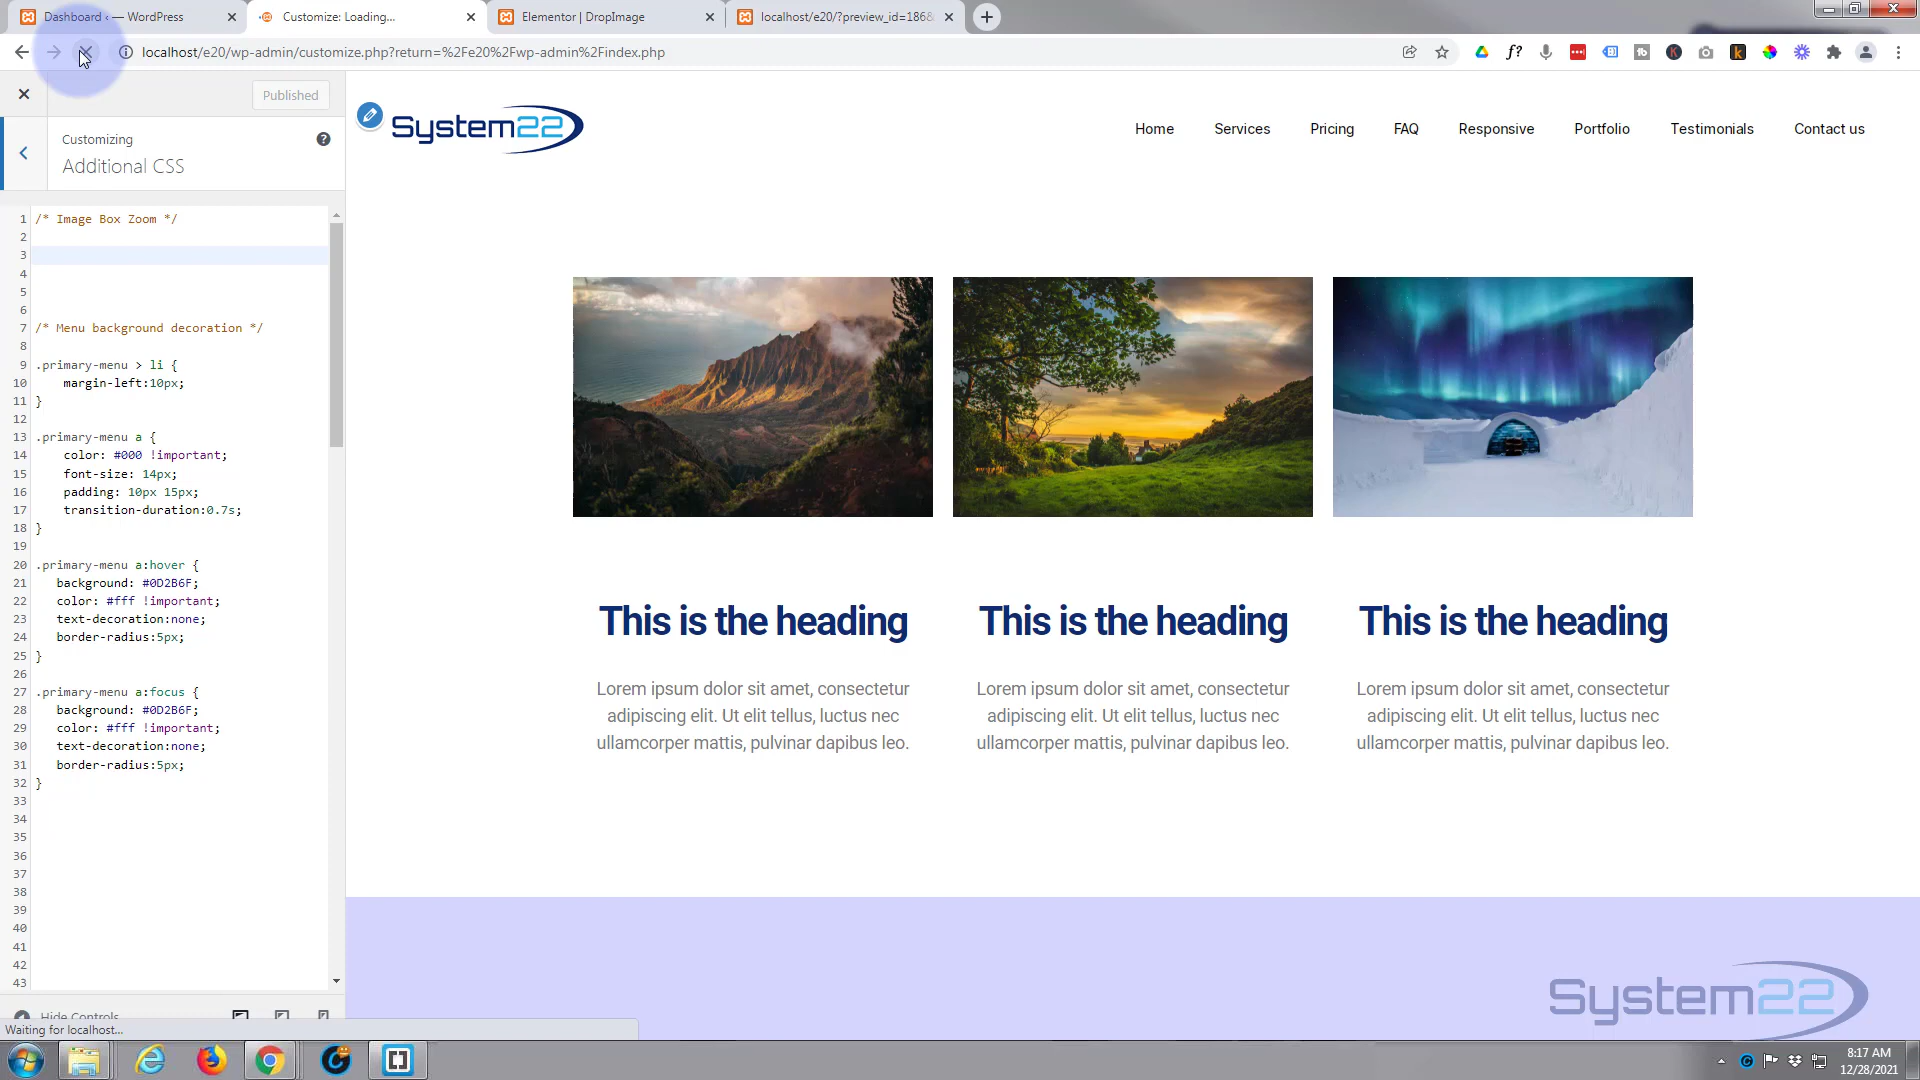 Dashboard ‹ — WordPress
Customize: Loading...
Elementor | DropImage
localhost/e20/?preview_id=1868
localhost/e20/wp-admin/customize.php?return=%2Fe20%2Fwp-admin%2Findex.php
Published
Customizing
Additional CSS
System22
Home
Services
Pricing
FAQ
Responsive
Portfolio
Testimonials
Contact us
1 /* Image Box Zoom */
2
3
4
5
6
7 /* Menu background decoration */
8
9 .primary-menu > li {
10 margin-left:10px;
11 }
12
13 .primary-menu a {
14 color: #000 !important;
15 font-size: 14px;
16 padding: 10px 15px;
17 transition-duration:0.7s;
18 }
19
20 .primary-menu a:hover {
21 background: #0D2B6F;
22 color: #fff !important;
23 text-decoration:none;
24 border-radius:5px;
25 }
26
27 .primary-menu a:focus {
28 background: #0D2B6F;
29 color: #fff !important;
30 text-decoration:none;
31 border-radius:5px;
32 }
33
34
35
36
37
38
39
40
41
42
43
This is the heading
Lorem ipsum dolor sit amet, consectetur
adipiscing elit. Ut elit tellus, luctus nec
ullamcorper mattis, pulvinar dapibus leo.
This is the heading
Lorem ipsum dolor sit amet, consectetur
adipiscing elit. Ut elit tellus, luctus nec
ullamcorper mattis, pulvinar dapibus leo.
This is the heading
Lorem ipsum dolor sit amet, consectetur
adipiscing elit. Ut elit tellus, luctus nec
ullamcorper mattis, pulvinar dapibus leo.
System22
Hide Controls
Waiting for localhost...
8:17 AM
12/28/2021